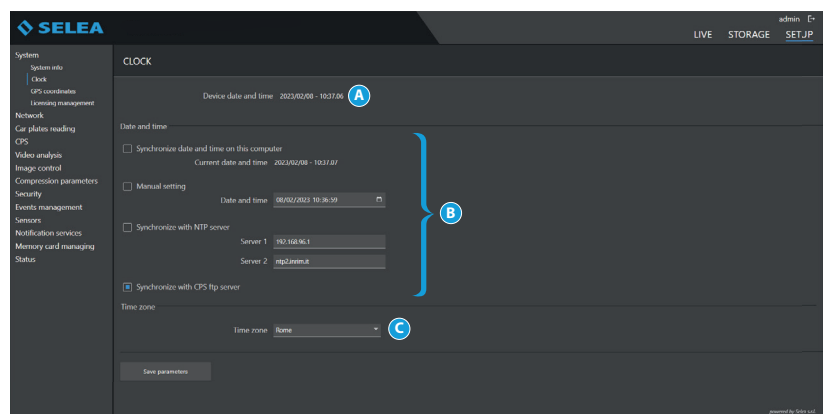 SELEA
admin
LIVE STORAGE SETUP
System
System info
Clock
GPS coordinates
Licensing management
Network
Car plates reading
CPS
Video analysis
Image control
Compression parameters
Security
Events management
Sensors
Notification services
Memory card managing
Status
CLOCK
Device date and time 2023/02/08 - 10:37.06 A
Date and time
Synchronize date and time on this computer
Current date and time 2023/02/08 - 10:37.07
Manual setting
Date and time 08/02/2023 10:36:59
B
Synchronize with NTP server
Server 1 192.168.96.1
Server 2 ntp2.inrim.it
Synchronize with CPS ftp server
Time zone
Time zone Rome C
Save parameters
powered by Selea s.r.l.